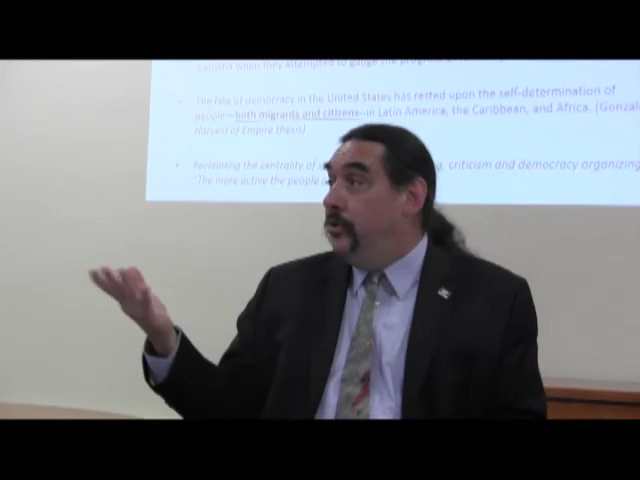 Carolina when they attempted to gauge the
The fate of democracy in the United States has rested upon the self-determination of
people—both migrants and citizens--in Latin America, the Caribbean, and Africa. (Gonzal
Harvest of Empire thesis)
Reclaiming the centrality of criticism and democracy organizing
"The more active the people